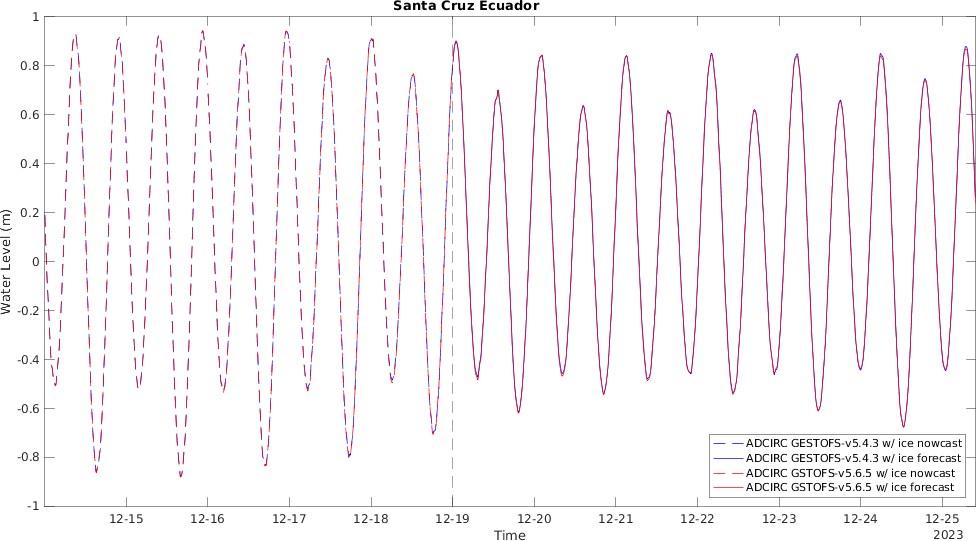 Santa Cruz Ecuador
1
0.8
0.6
0.4
0.2
0
-0.2
-0.4
-0.6
-0.8
-1
Water Level (m)
ADCIRC GESTOFS-v5.4.3 w/ ice nowcast
ADCIRC GESTOFS-v5.4.3 w/ ice forecast
ADCIRC GSTOFS-v5.6.5 w/ ice nowcast
ADCIRC GSTOFS-v5.6.5 w/ ice forecast
12-15 12-16 12-17 12-18 12-19 12-20 12-21 12-22 12-23 12-24 12-25
2023
Time